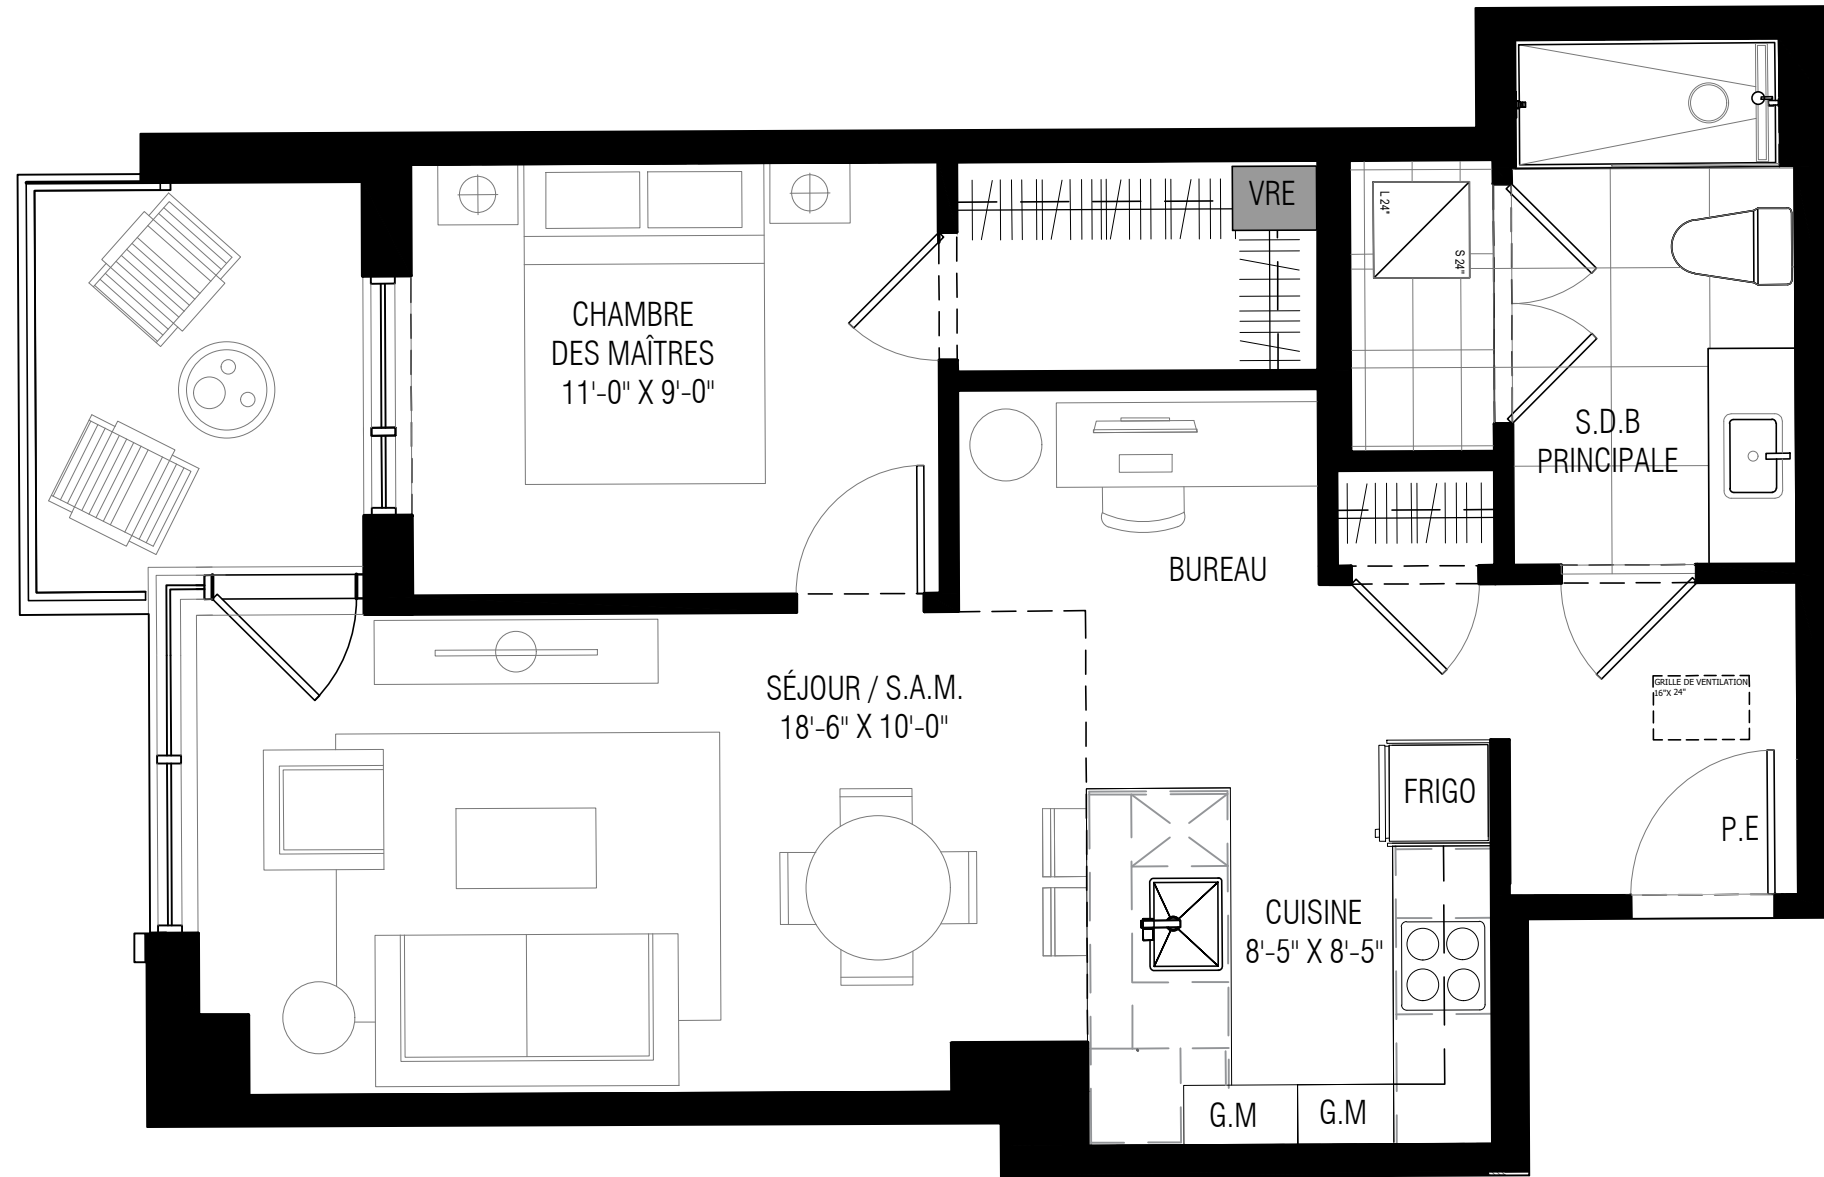 VRE
L 24"
S 24"
CHAMBRE
DES MAÎTRES
11'-0" X 9'-0"
S.D.B
PRINCIPALE
BUREAU
SÉJOUR / S.A.M.
18'-6" X 10'-0"
GRILLE DE VENTILATION
16"X 24"
FRIGO
P.E
CUISINE
8'-5" X 8'-5"
G.M
G.M